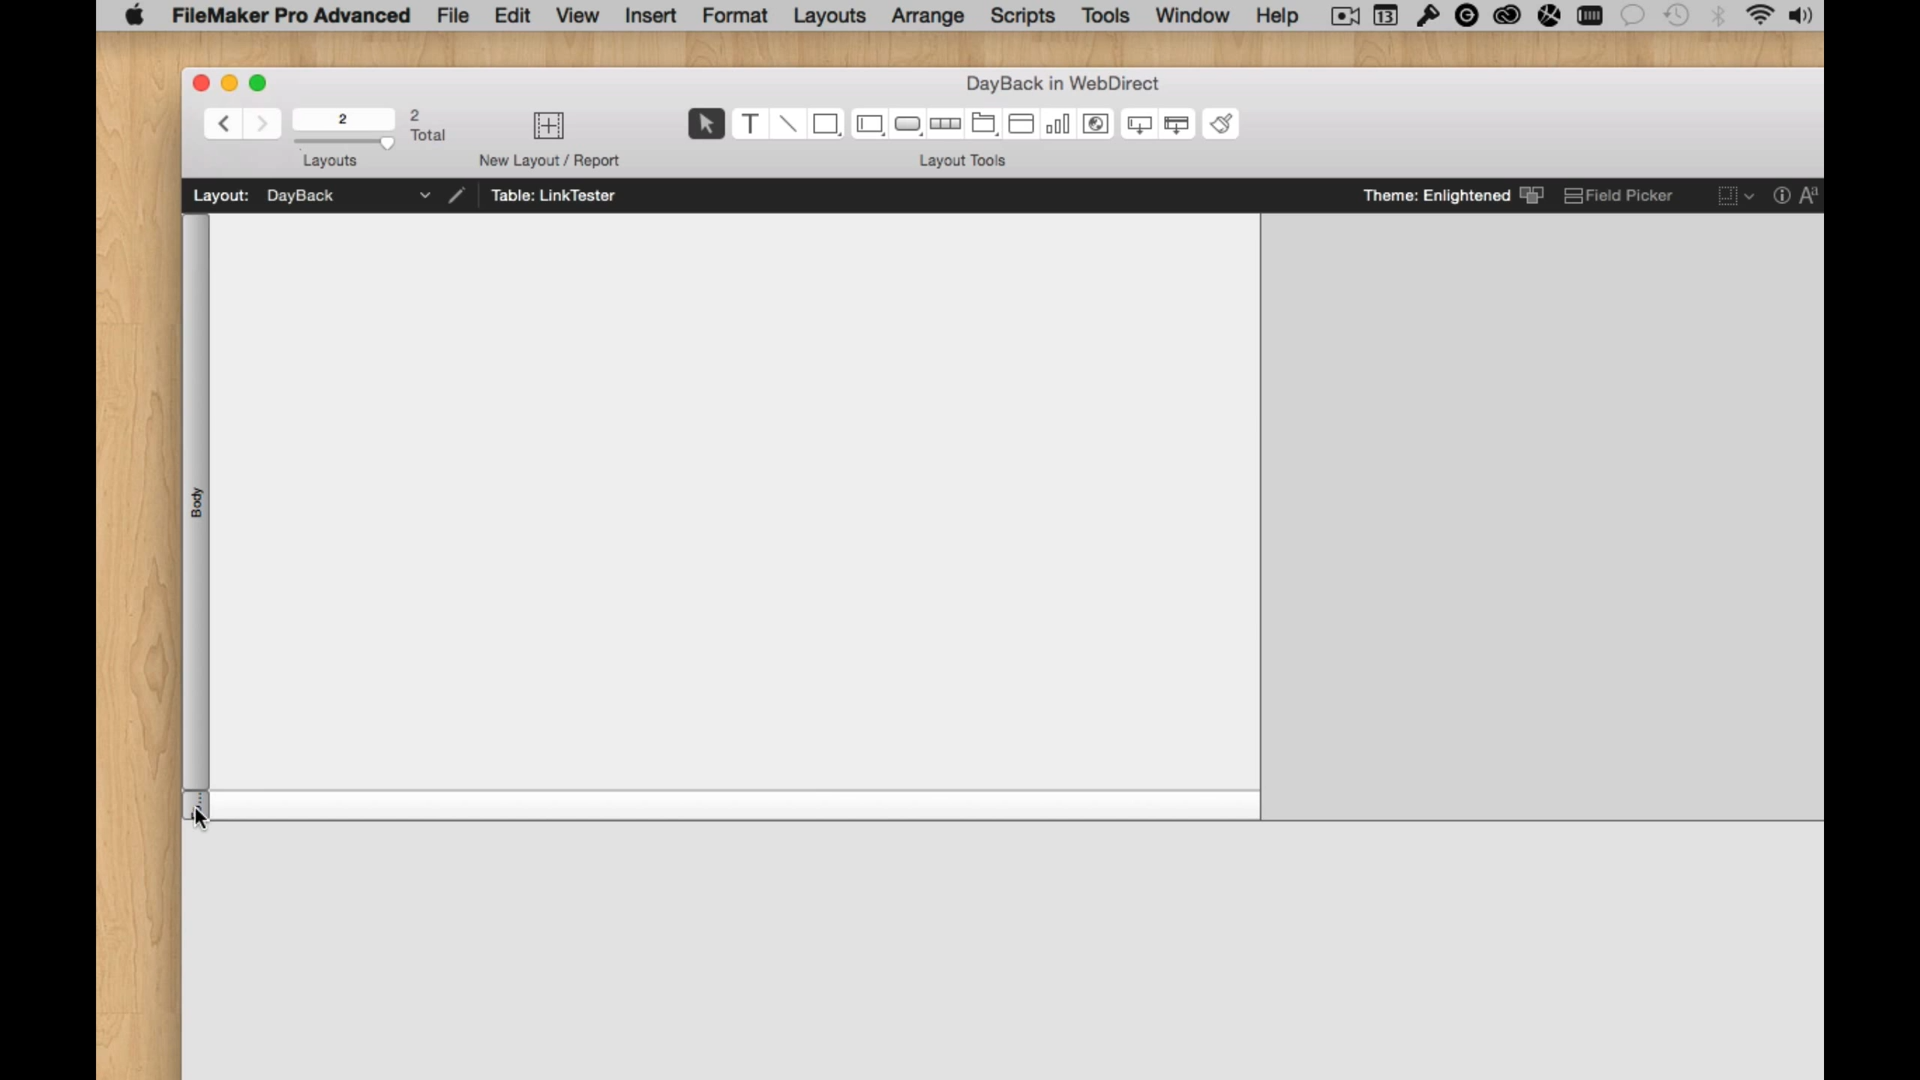 FileMaker Pro Advanced File Edit View Insert Format Layouts Arrange Scripts Tools Window Help 13
DayBack in WebDirect
2
2
Total
Layouts
New Layout / Report
T
Layout Tools
Layout: DayBack
Table: LinkTester
Theme: Enlightened
Field Picker
Aa
Body